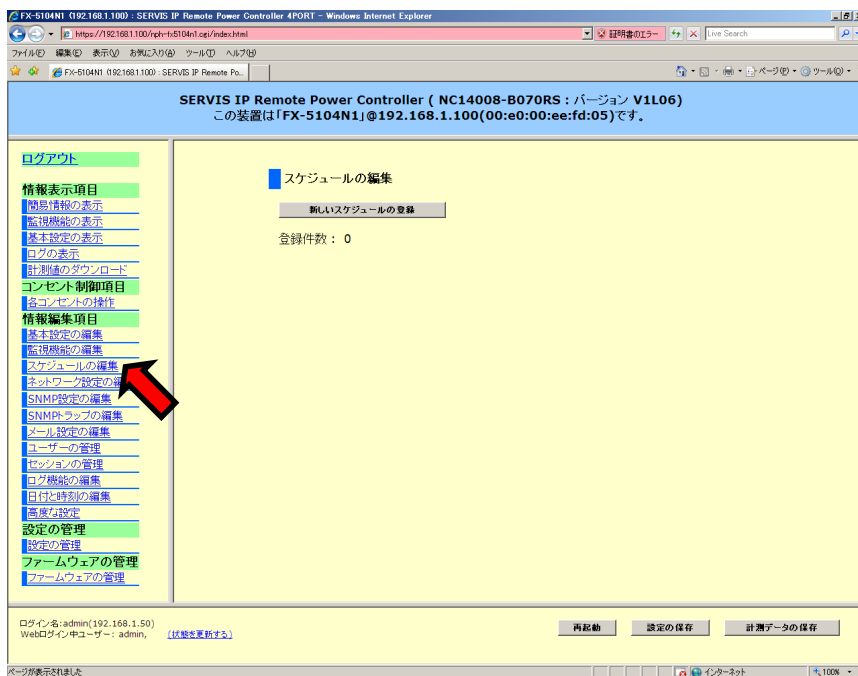 FX-5104N1 (192.168.1.100) : SERVIS IP Remote Power Controller 4PORT - Windows Internet Explorer
https://192.168.1.100/nph-fx5104n1.cgi/index.html
証明書のエラー
Live Search
ファイル(F) 編集(E) 表示(V) お気に入り(A) ツール(T) ヘルプ(H)
FX-5104N1 (192.168.1.100) : SERVIS IP Remote Po...
ページ(P) ツール(O)
SERVIS IP Remote Power Controller ( NC14008-B070RS : バージョン V1L06)
この装置は「FX-5104N1」@192.168.1.100(00:e0:00:ee:fd:05)です。
ログアウト
情報表示項目
簡易情報の表示
監視機能の表示
基本設定の表示
ログの表示
計測値のダウンロード
コンセント制御項目
各コンセントの操作
情報編集項目
基本設定の編集
監視機能の編集
スケジュールの編集
ネットワーク設定の編
SNMP設定の編集
SNMPトラップの編集
メール設定の編集
ユーザーの管理
セッションの管理
ログ機能の編集
日付と時刻の編集
高度な設定
設定の管理
設定の管理
ファームウェアの管理
ファームウェアの管理
スケジュールの編集
新しいスケジュールの登録
登録件数： 0
ログイン名:admin(192.168.1.50)
Webログイン中ユーザー: admin, (状態を更新する)
再起動 設定の保存 計測データの保存
ページが表示されました
インターネット
100%